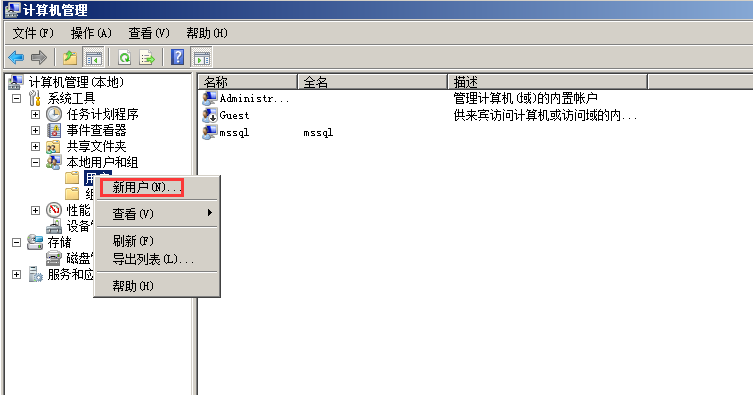 计算机管理
文件(F) 操作(A) 查看(V) 帮助(H)
计算机管理(本地)
系统工具
任务计划程序
事件查看器
共享文件夹
本地用户和组
用户
组
性能
设备
存储
磁盘
服务和应
新用户(N)...
查看(V)
刷新(F)
导出列表(L)...
帮助(H)
名称 全名 描述
Administr... 管理计算机(域)的内置帐户
Guest 供来宾访问计算机或访问域的内...
mssql mssql